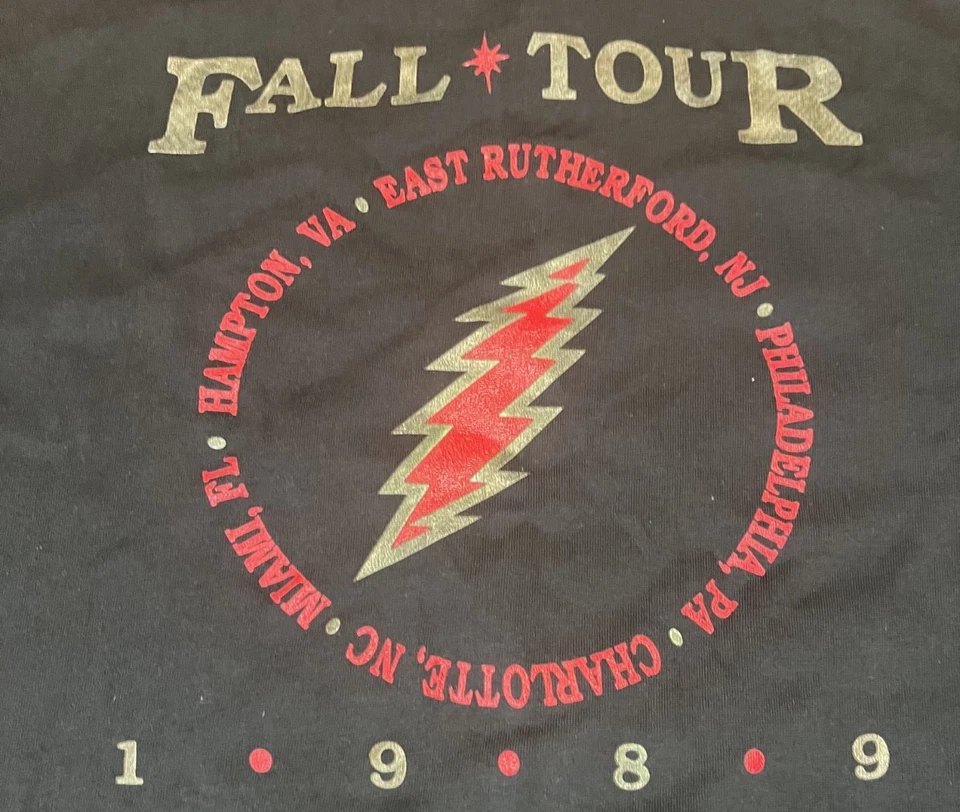 FALL TOUR
HAMPTON, VA • EAST RUTHERFORD, NJ • PHILADELPHIA, PA • CHARLOTTE, NC • MIAMI, FL •
1 • 9 • 8 • 9